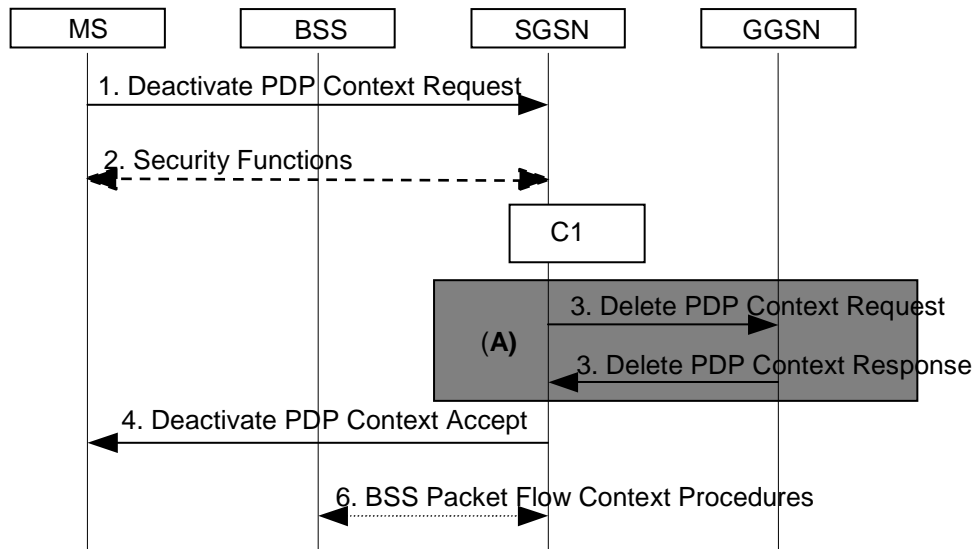 MS BSS SGSN GGSN
1. Deactivate PDP Context Request
2. Security Functions
C1
3. Delete PDP Context Request
(A)
3. Delete PDP Context Response
4. Deactivate PDP Context Accept
6. BSS Packet Flow Context Procedures